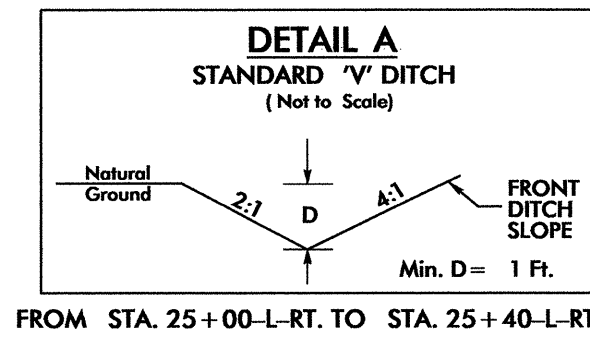 DETAIL A
STANDARD 'V' DITCH
( Not to Scale)
Natural
Ground
2:1
D
4:1
FRONT
DITCH
SLOPE
Min. D= 1 Ft.
FROM STA. 25+00-L-RT. TO STA. 25+40-L-RT